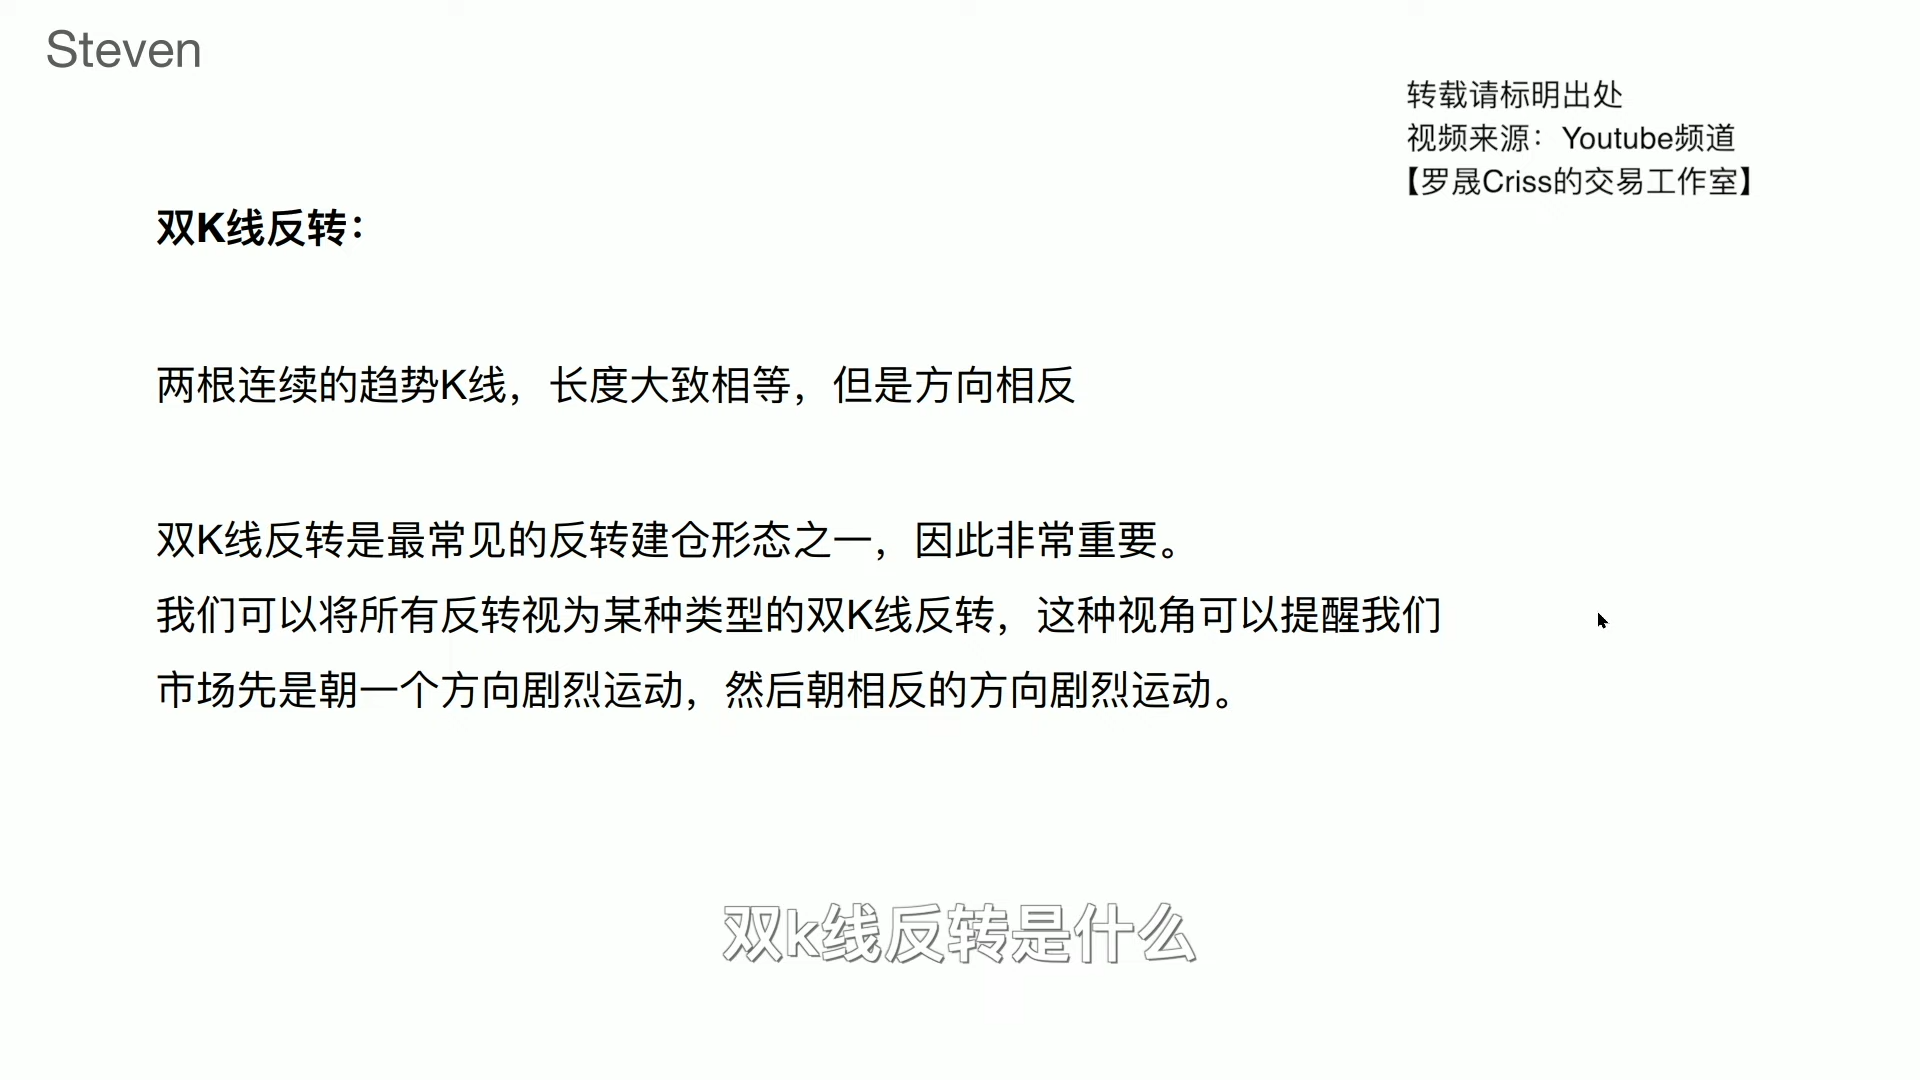 Steven
转载请标明出处
视频来源：Youtube频道
【罗晟Criss的交易工作室】
双K线反转：
两根连续的趋势K线，长度大致相等，但是方向相反
双K线反转是最常见的反转建仓形态之一，因此非常重要。
我们可以将所有反转视为某种类型的双K线反转，这种视角可以提醒我们
市场先是朝一个方向剧烈运动，然后朝相反的方向剧烈运动。
双k线反转是什么